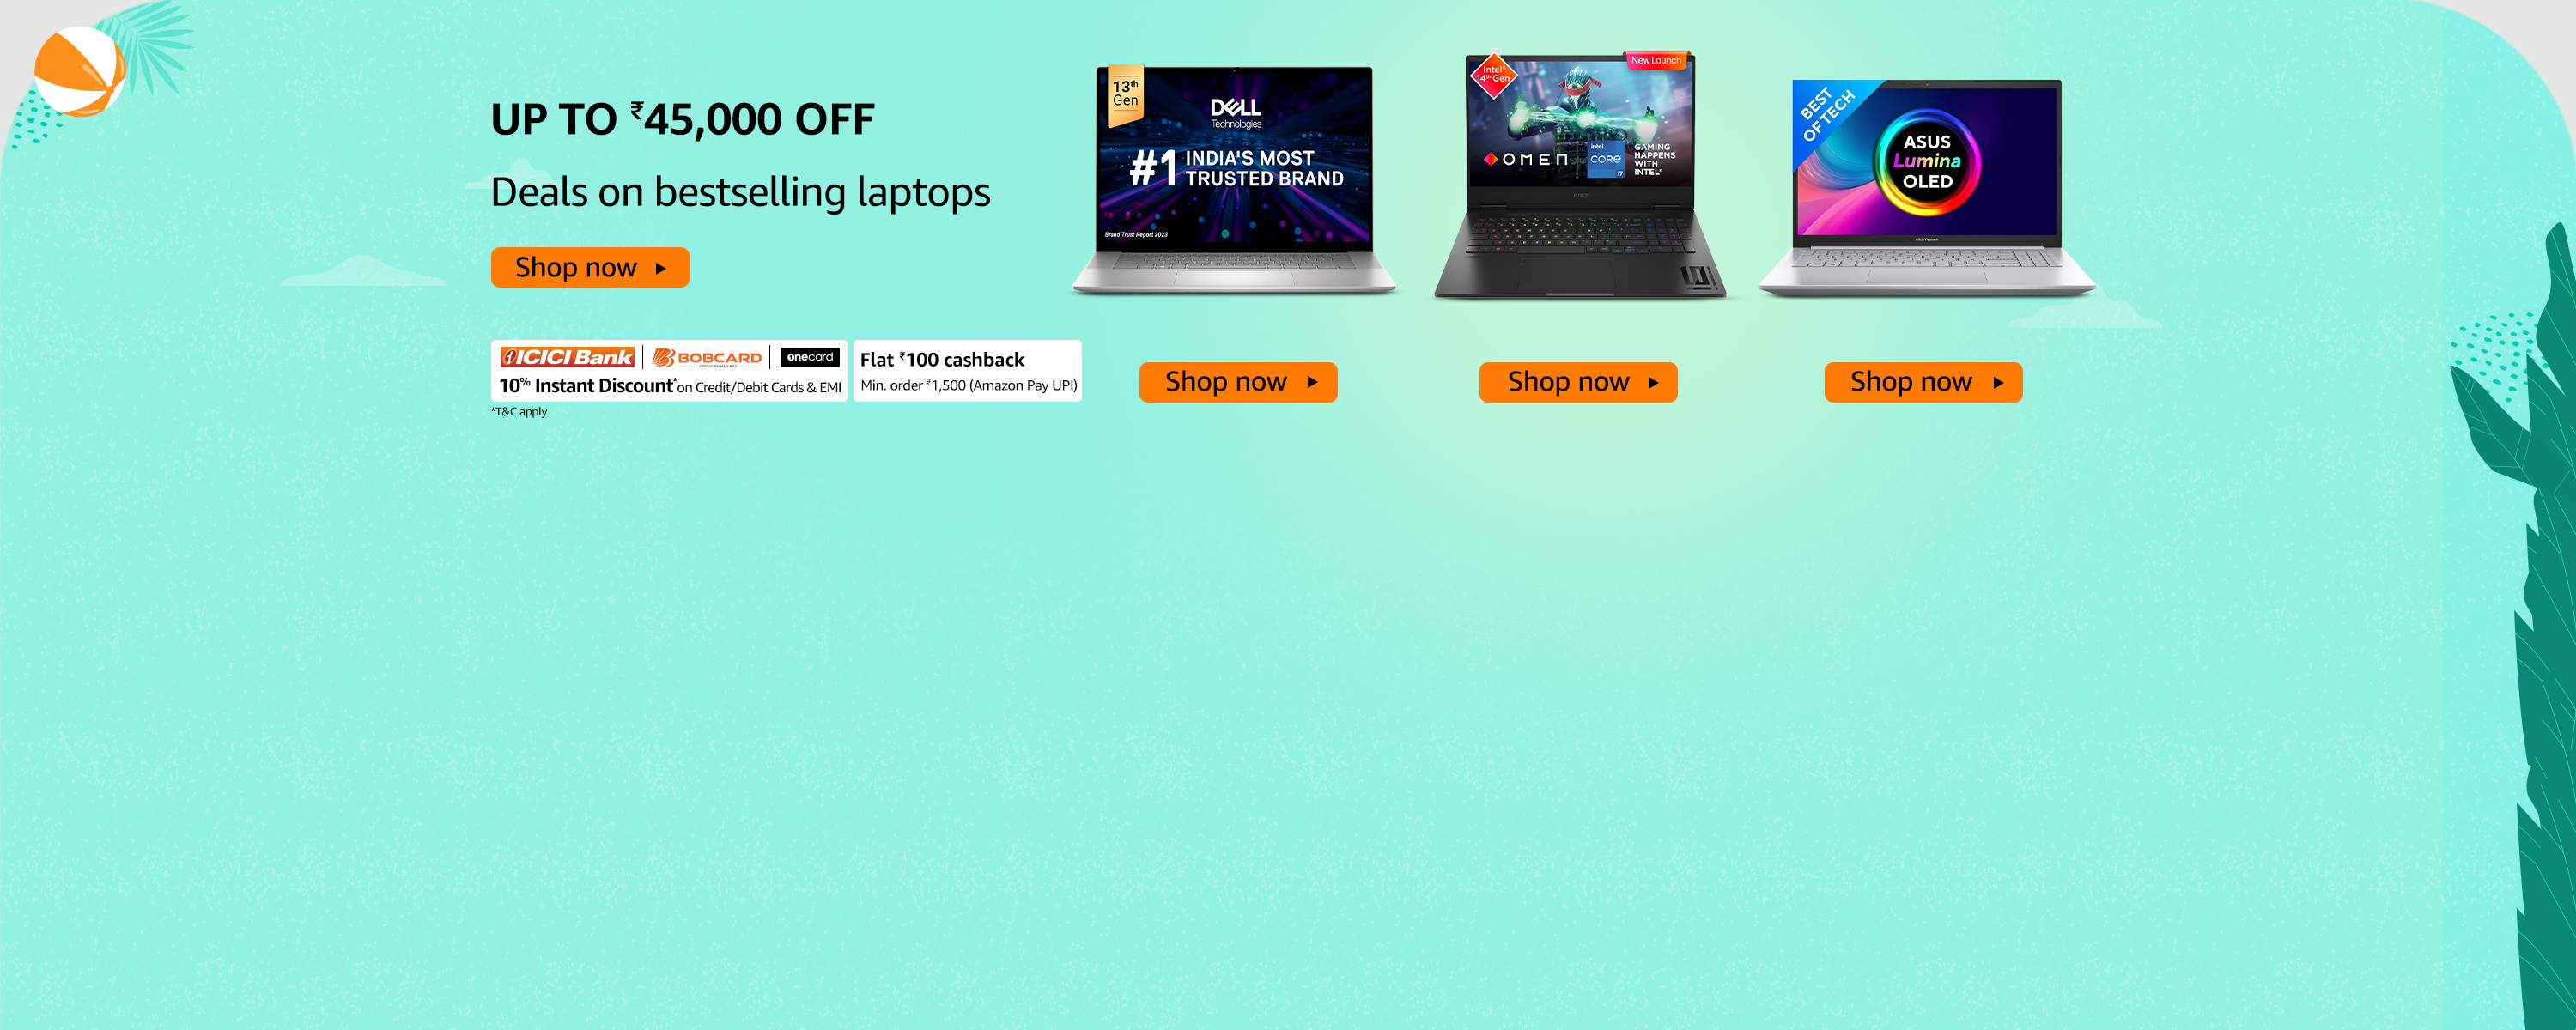 UP TO ₹45,000 OFF
Deals on bestselling laptops
Shop now
ICICI Bank
BOBCARD
onecard
10% Instant Discount* on Credit/Debit Cards & EMI
*T&C apply
Flat ₹100 cashback
Min. order ₹1,500 (Amazon Pay UPI)
13th
Gen
DELL
Technologies
#1 INDIA'S MOST
TRUSTED BRAND
Brand Trust Report 2023
Shop now
Intel®
14th Gen
New Launch
OMEN
intel.
CORE
i7
GAMING
HAPPENS
WITH
INTEL®
Shop now
BEST
OF TECH
ASUS
Lumina
OLED
Shop now